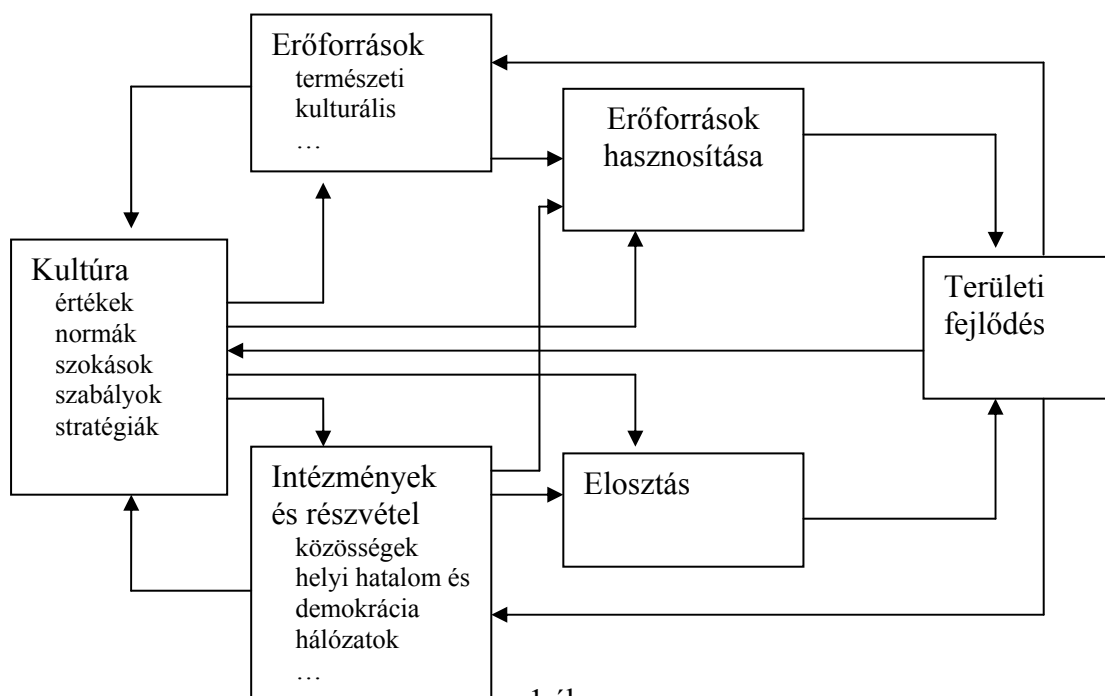 Erőforrások
természeti
kulturális
…
Erőforrások
hasznosítása
Kultúra
értékek
normák
szokások
szabályok
stratégiák
Területi
fejlődés
Intézmények
és részvétel
közösségek
helyi hatalom és
demokrácia
hálózatok
…
Elosztás